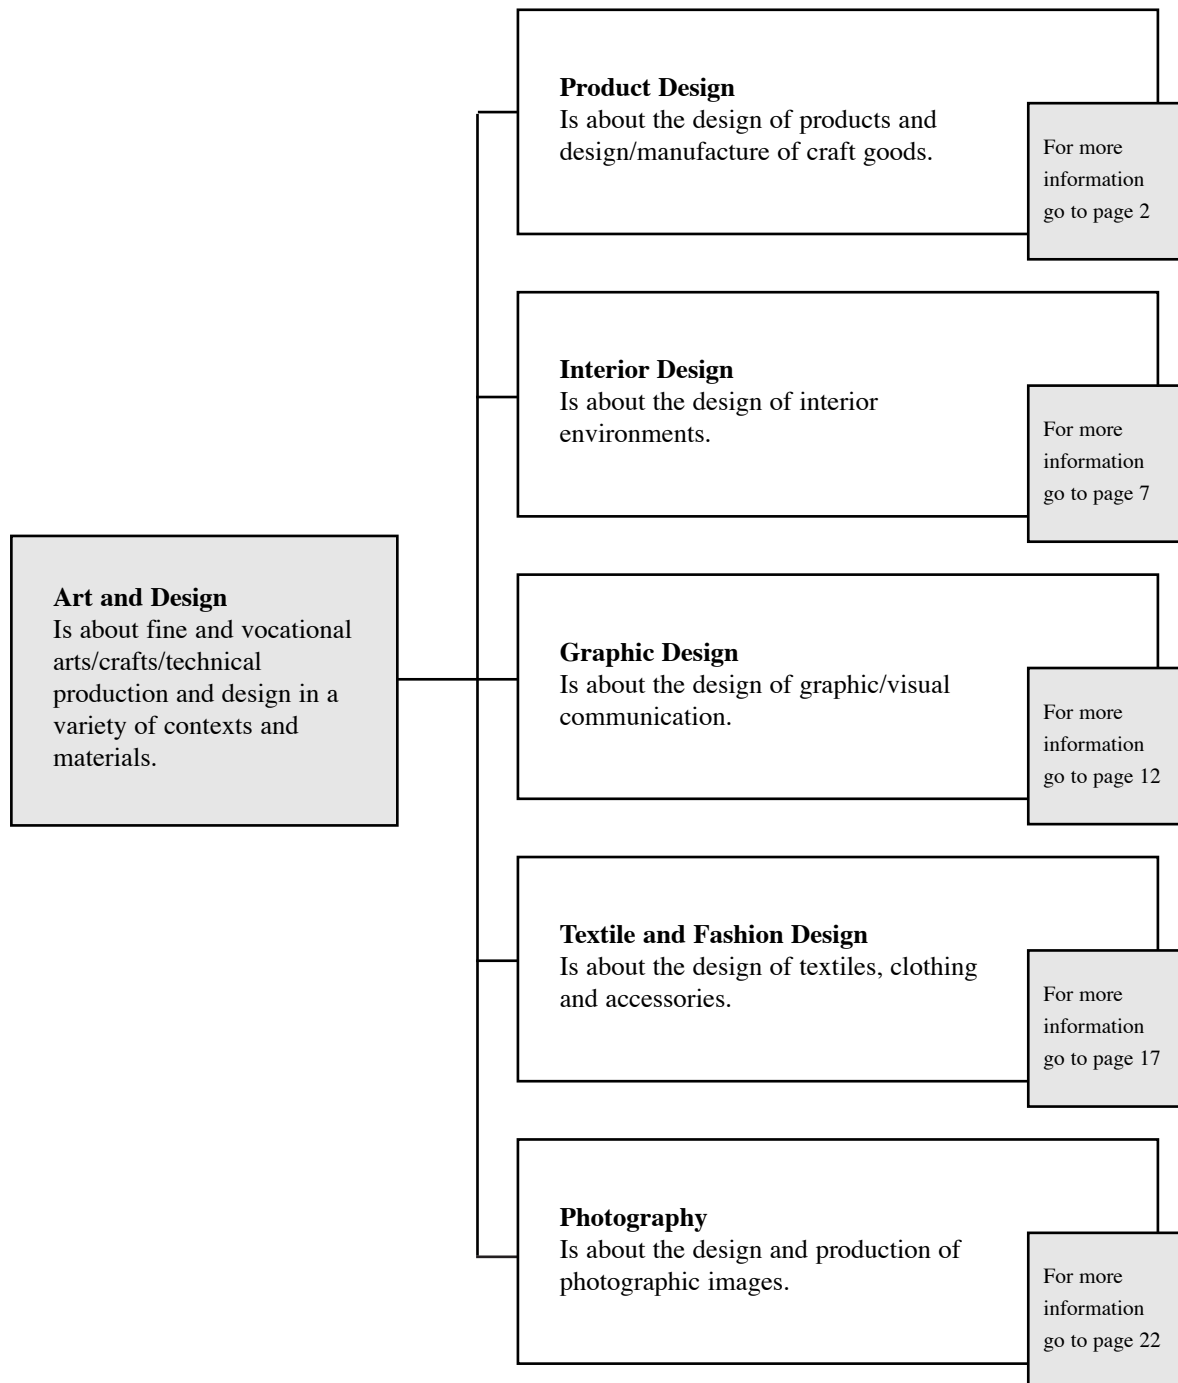 Product Design
Is about the design of products and
design/manufacture of craft goods.
For more
information
go to page 2
Interior Design
Is about the design of interior
environments.
For more
information
go to page 7
Art and Design
Is about fine and vocational
arts/crafts/technical
production and design in a
variety of contexts and
materials.
Graphic Design
Is about the design of graphic/visual
communication.
For more
information
go to page 12
Textile and Fashion Design
Is about the design of textiles, clothing
and accessories.
For more
information
go to page 17
Photography
Is about the design and production of
photographic images.
For more
information
go to page 22